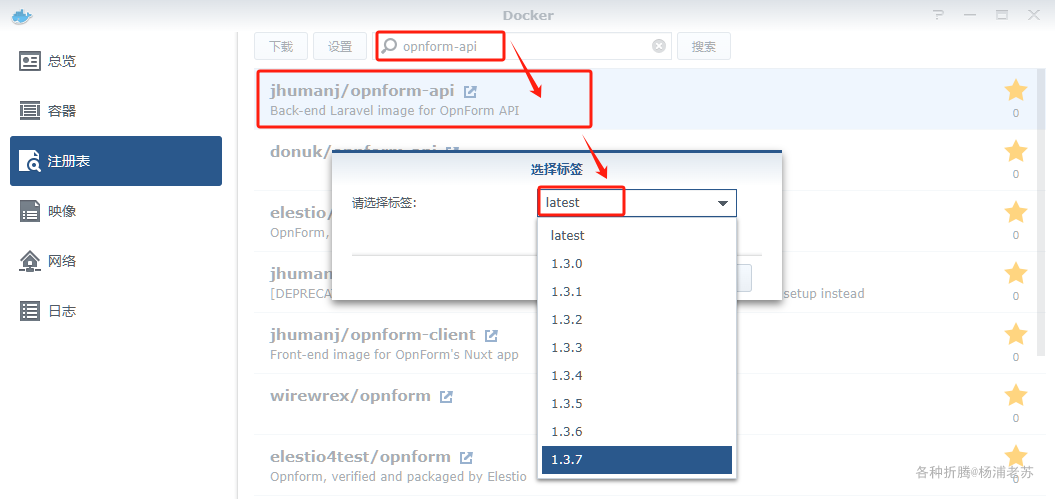 Docker
总览
容器
注册表
映像
网络
日志
下载
设置
opnform-api
搜索
jhumanj/opnform-api
Back-end Laravel image for OpnForm API
0
donuk/opnform-api
0
elestio/
OpnForm,
0
jhuman
[DEPRECA
setup instead
0
jhumanj/opnform-client
Front-end image for OpnForm's Nuxt app
0
wirewrex/opnform
0
elestio4test/opnform
Opnform, verified and packaged by Elestio
0
选择标签
请选择标签:
latest
latest
1.3.0
1.3.1
1.3.2
1.3.3
1.3.4
1.3.5
1.3.6
1.3.7
各种折腾@杨浦老苏